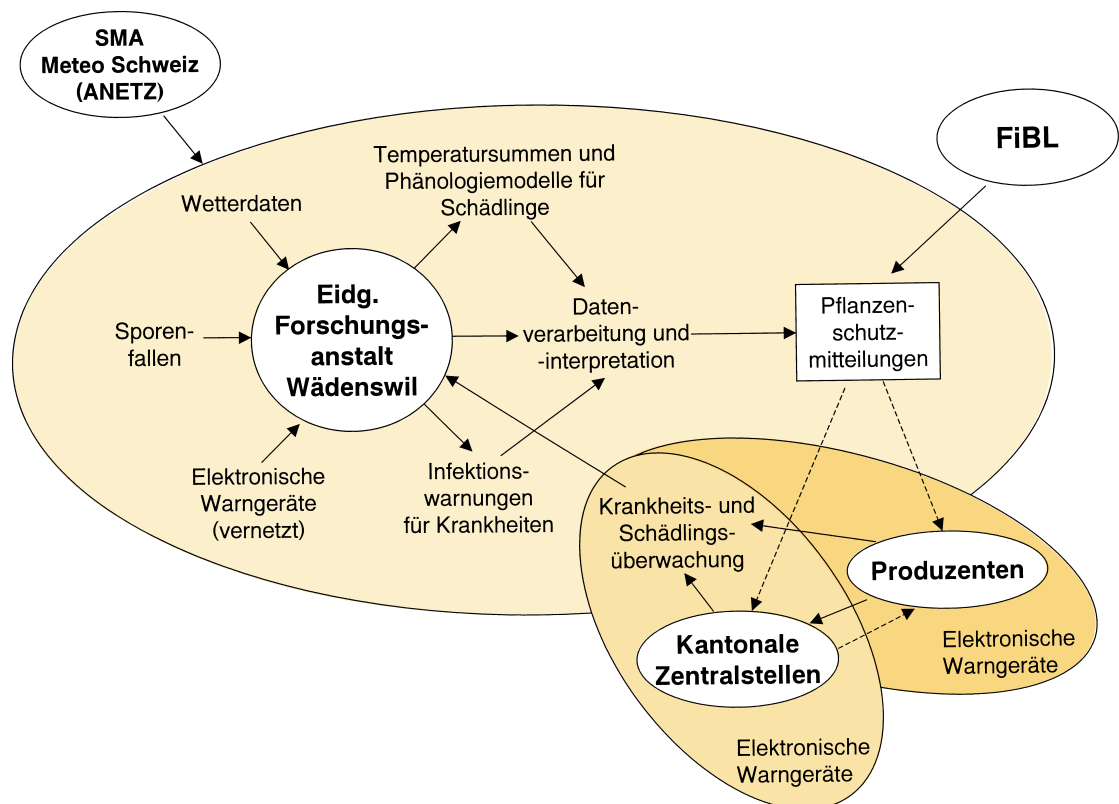 SMA
Meteo Schweiz
(ANETZ)
FiBL
Temperatursummen und
Phänologiemodelle für
Schädlinge
Wetterdaten
Eidg.
Forschungs-
anstalt
Wädenswil
Sporen-
fallen
Daten-
verarbeitung und
-interpretation
Pflanzen-
schutz-
mitteilungen
Elektronische
Warngeräte
(vernetzt)
Infektions-
warnungen
für Krankheiten
Krankheits- und
Schädlings-
überwachung
Produzenten
Kantonale
Zentralstellen
Elektronische
Warngeräte
Elektronische
Warngeräte